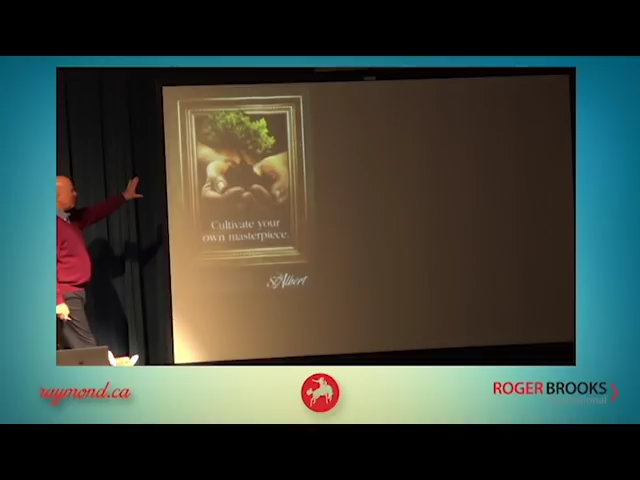 Cultivate your
own masterpiece.
St. Albert
raymond.ca
ROGER BROOKS